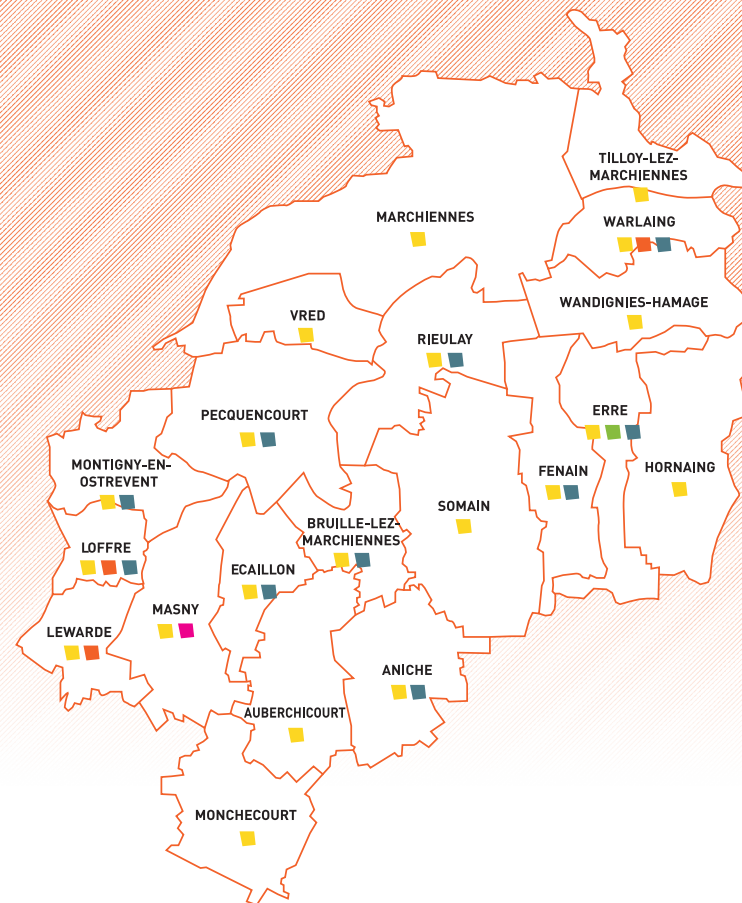 TILLOY-LEZ-
MARCHIENNES
MARCHIENNES
WARLAING
WANDIGNIES-HAMAGE
VRED
RIEULAY
PECQUENCOURT
ERRE
MONTIGNY-EN-
OSTREVENT
FENAIN
HORNAING
SOMAIN
BRUILLE-LEZ-
MARCHIENNES
LOFFRE
ECAILLON
MASNY
LEWARDE
ANICHE
AUBERCHICOURT
MONCHECOURT